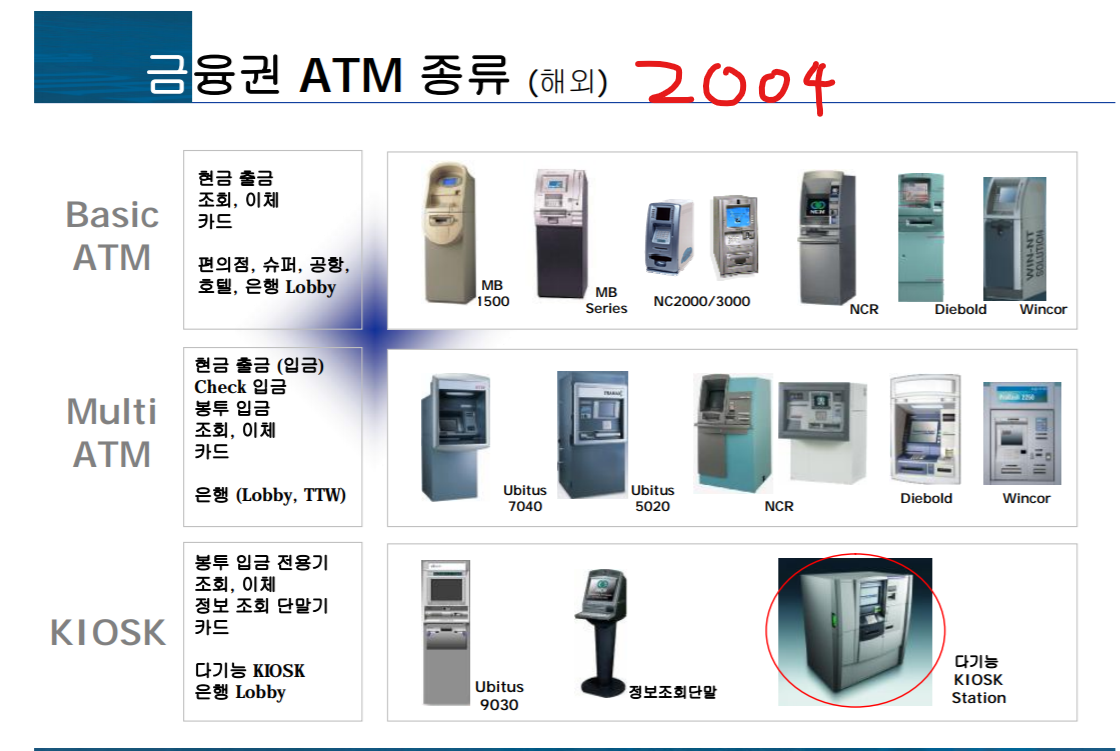 금융권 ATM 종류 (해외) 2004
Basic
ATM
현금 출금
조회, 이체
카드
편의점, 슈퍼, 공항,
호텔, 은행 Lobby
MB
1500
MB
Series
NC2000/3000
NCR
NCR
Diebold
WIN-NT
SOLUTION
Wincor
Multi
ATM
현금 출금 (입금)
Check 입금
봉투 입금
조회, 이체
카드
은행 (Lobby, TTW)
Ubitus
7040
Ubitus
5020
NCR
Diebold
Wincor
KIOSK
봉투 입금 전용기
조회, 이체
정보 조회 단말기
카드
다기능 KIOSK
은행 Lobby
Ubitus
9030
정보조회단말
다기능
KIOSK
Station